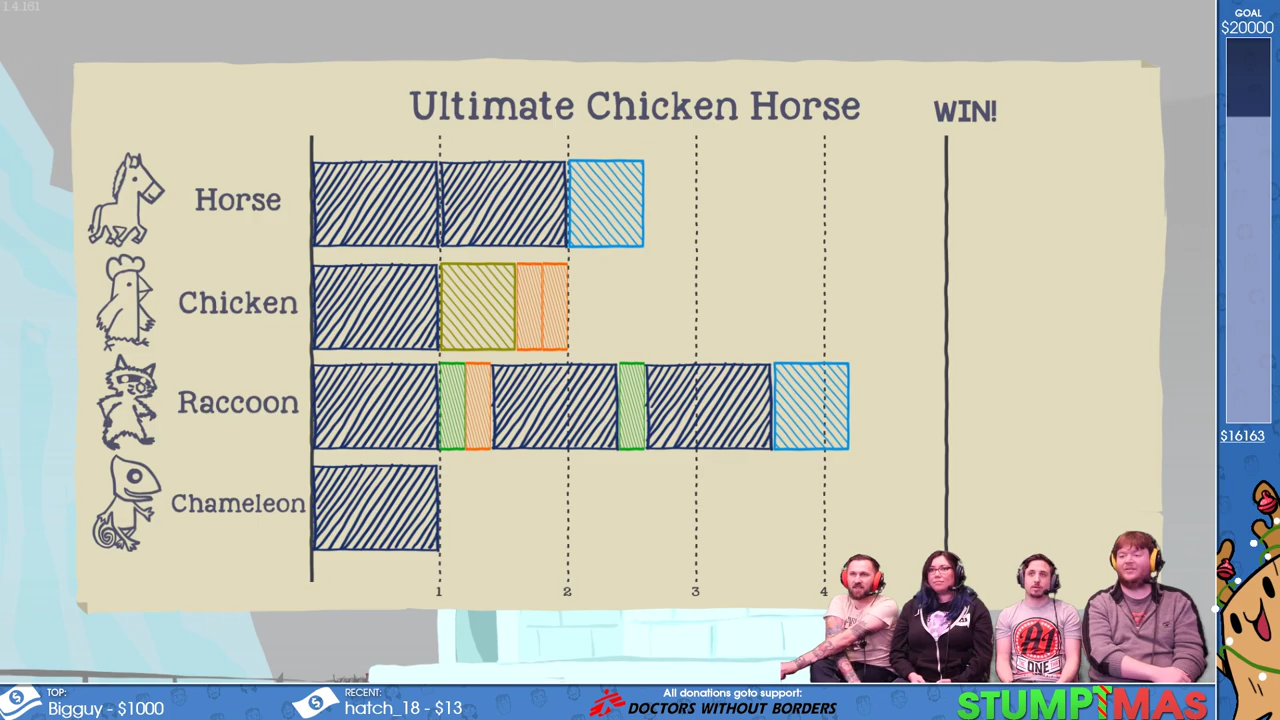 1.4.161
GOAL
$20000
Ultimate Chicken Horse
WIN!
Horse
Chicken
Raccoon
Chameleon
1
2
3
4
$16163
TOP:
Bigguy - $1000
RECENT:
hatch_18 - $13
All donations goto support:
DOCTORS WITHOUT BORDERS
STUMPTMAS
ONE